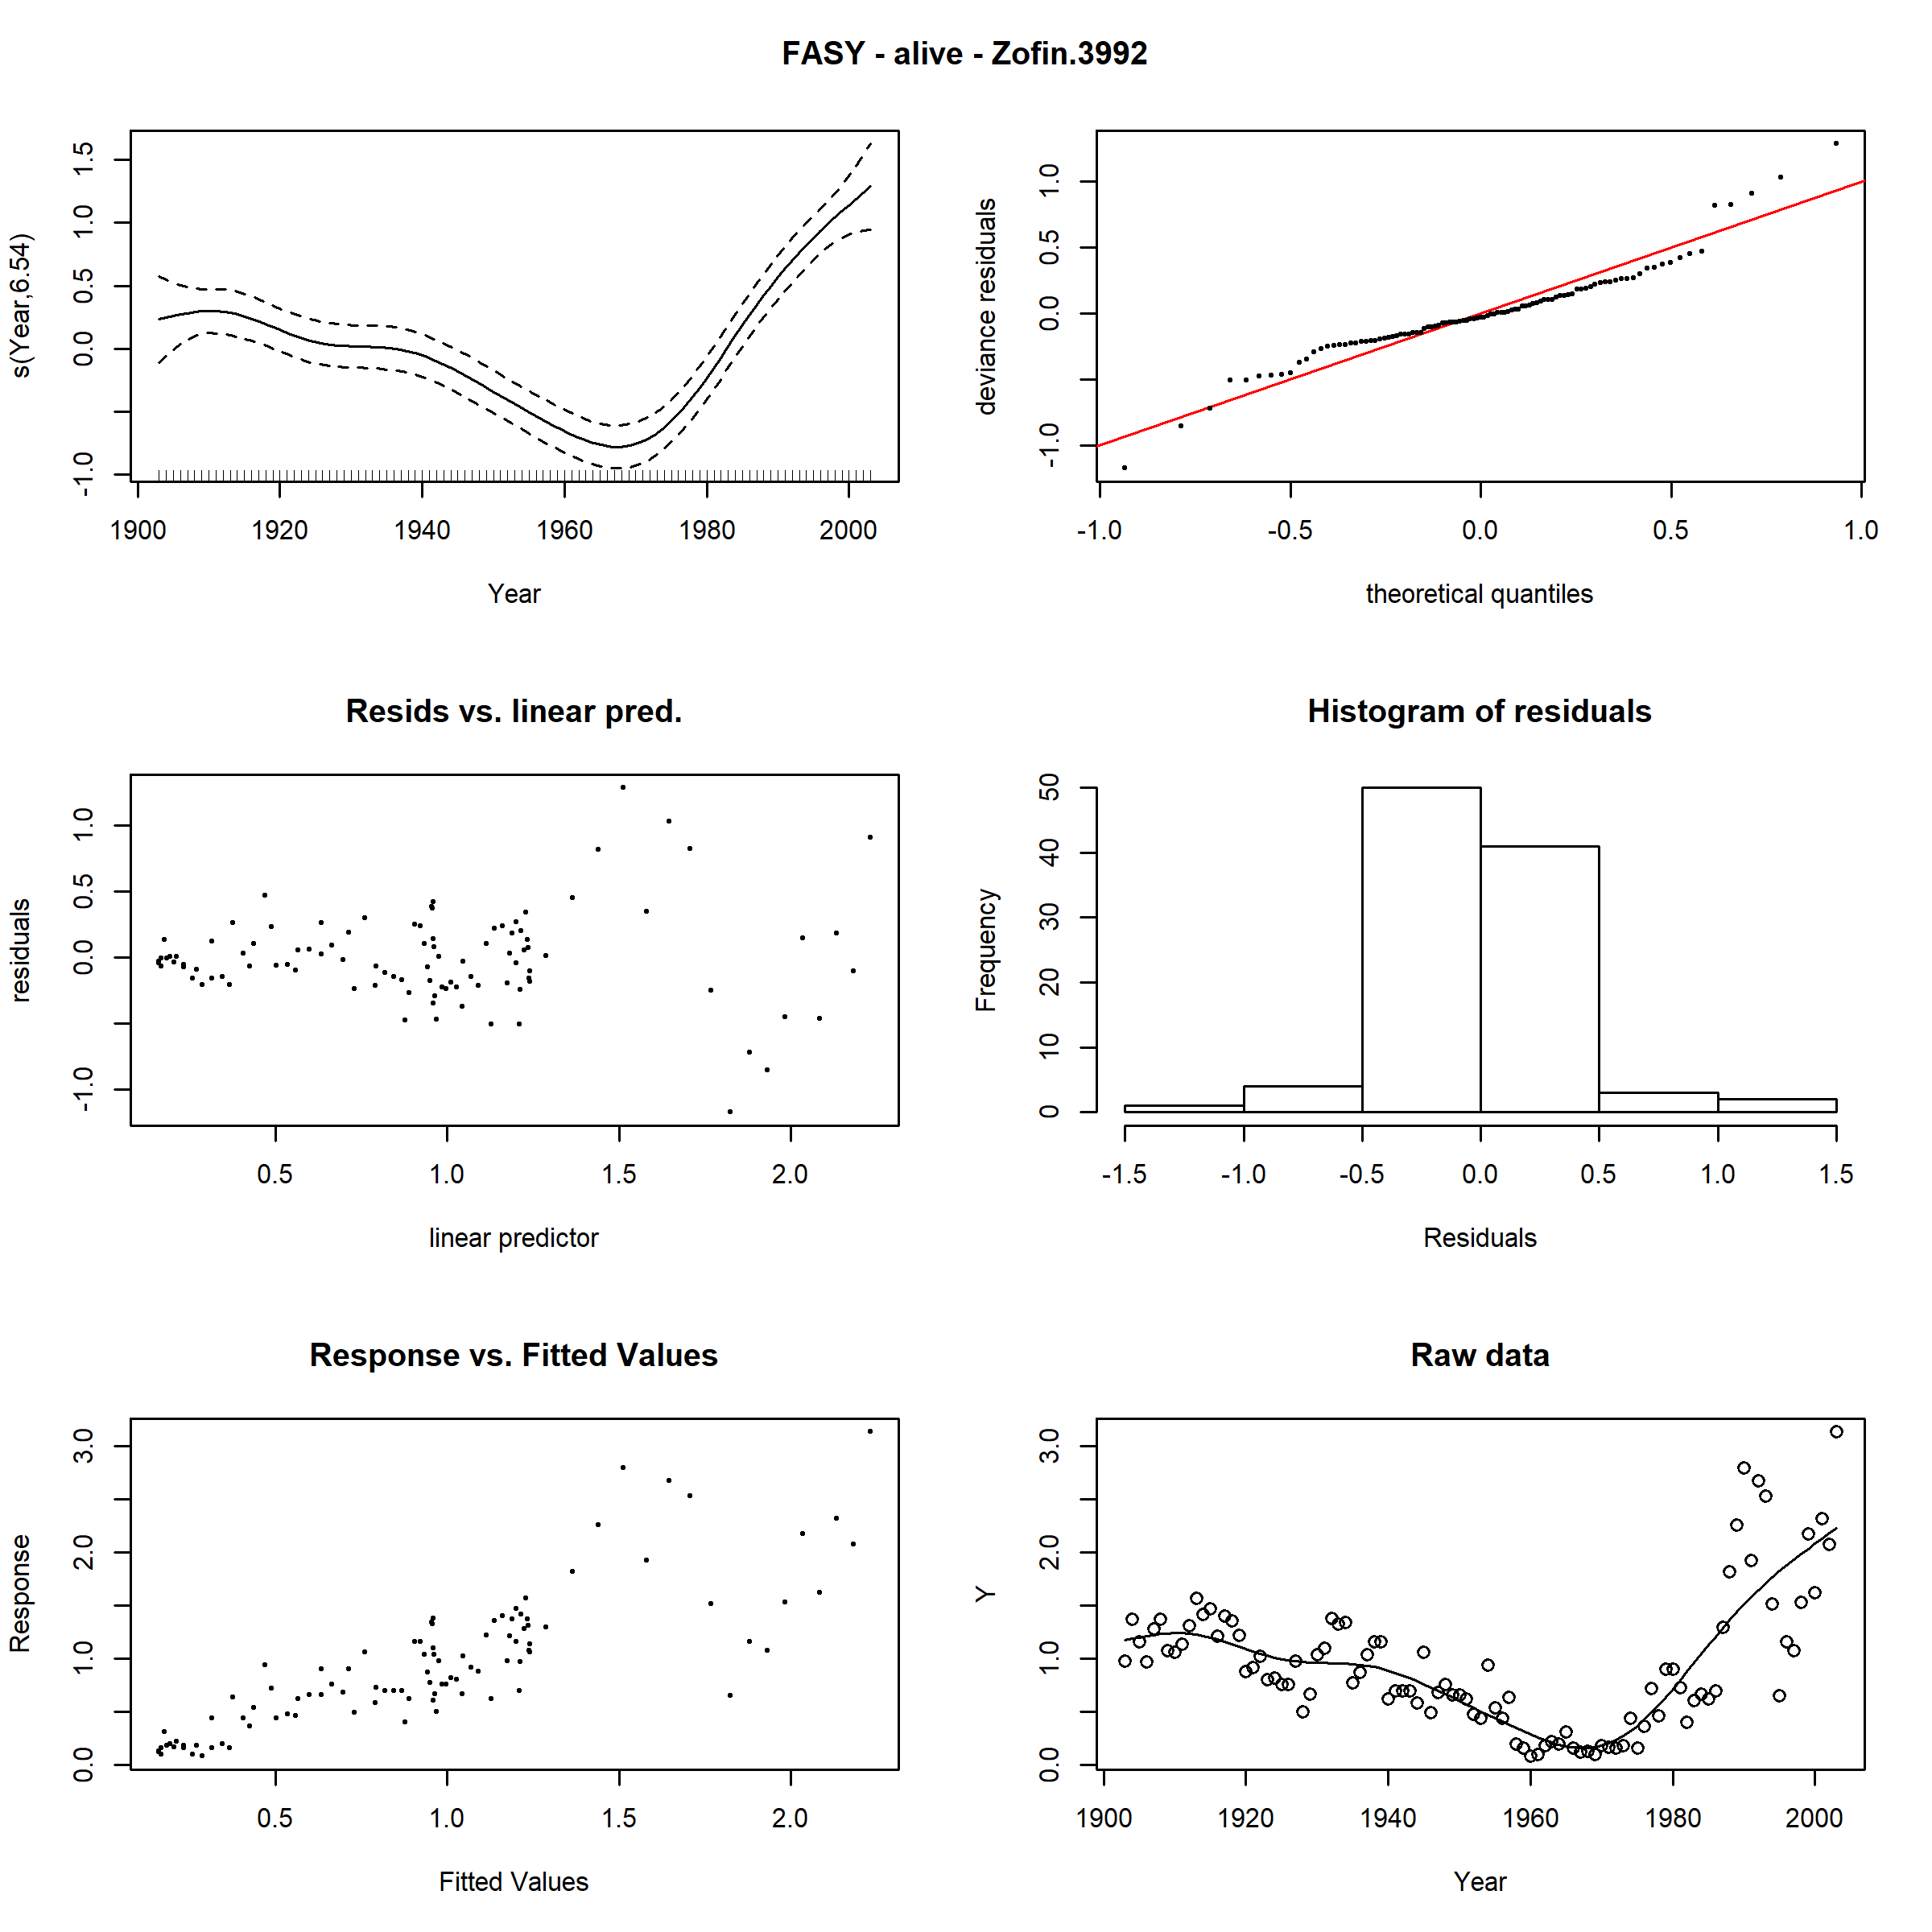 FASY - alive - Zofin.3992
s(Year,6.54)
-1.0 0.0 0.5 1.0 1.5
1900 1920 1940 1960 1980 2000
Year
deviance residuals
-1.0 0.0 0.5 1.0
-1.0 -0.5 0.0 0.5 1.0
theoretical quantiles
Resids vs. linear pred.
residuals
-1.0 0.0 0.5 1.0
0.5 1.0 1.5 2.0
linear predictor
Histogram of residuals
Frequency
0 10 20 30 40 50
-1.5 -1.0 -0.5 0.0 0.5 1.0 1.5
Residuals
Response vs. Fitted Values
Response
0.0 1.0 2.0 3.0
0.5 1.0 1.5 2.0
Fitted Values
Raw data
Y
0.0 1.0 2.0 3.0
1900 1920 1940 1960 1980 2000
Year